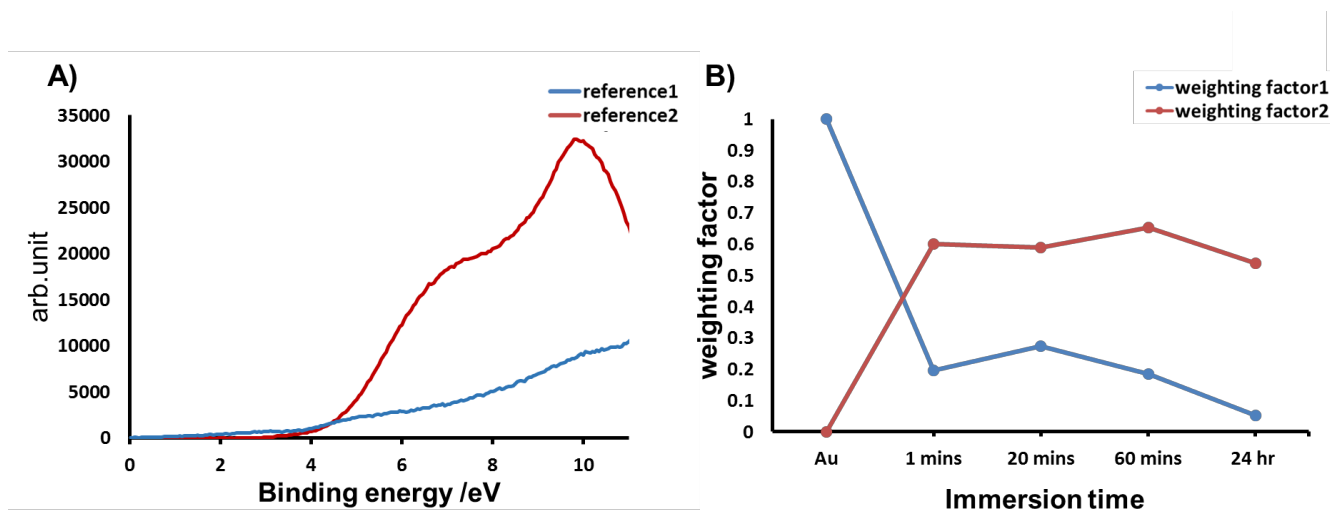 A)
reference1
reference2
35000
30000
25000
20000
15000
10000
5000
0
arb.unit
0 2 4 6 8 10
Binding energy /eV
B)
weighting factor1
weighting factor2
1
0.9
0.8
0.7
0.6
0.5
0.4
0.3
0.2
0.1
0
weighting factor
Au 1 mins 20 mins 60 mins 24 hr
Immersion time